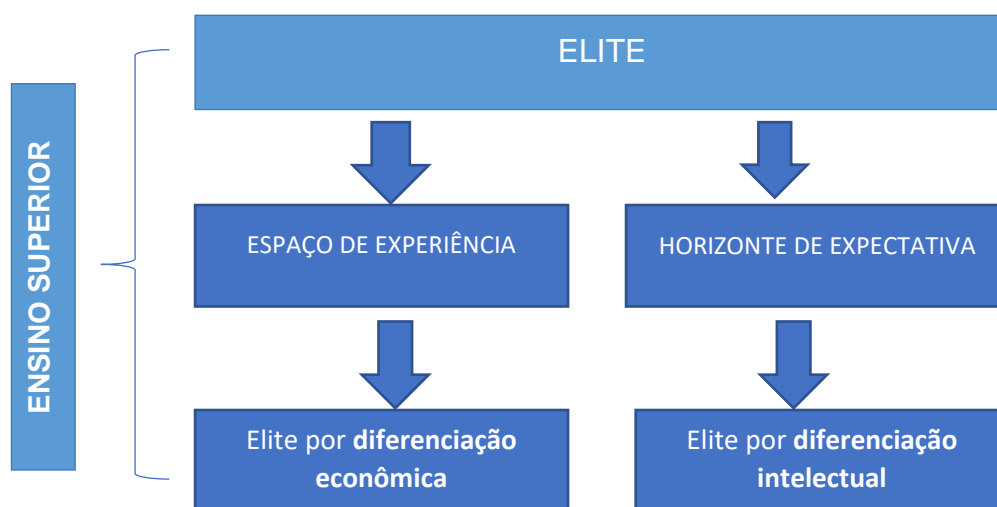 ELITE
ENSINO SUPERIOR
ESPAÇO DE EXPERIÊNCIA
HORIZONTE DE EXPECTATIVA
Elite por diferenciação
econômica
Elite por diferenciação
intelectual